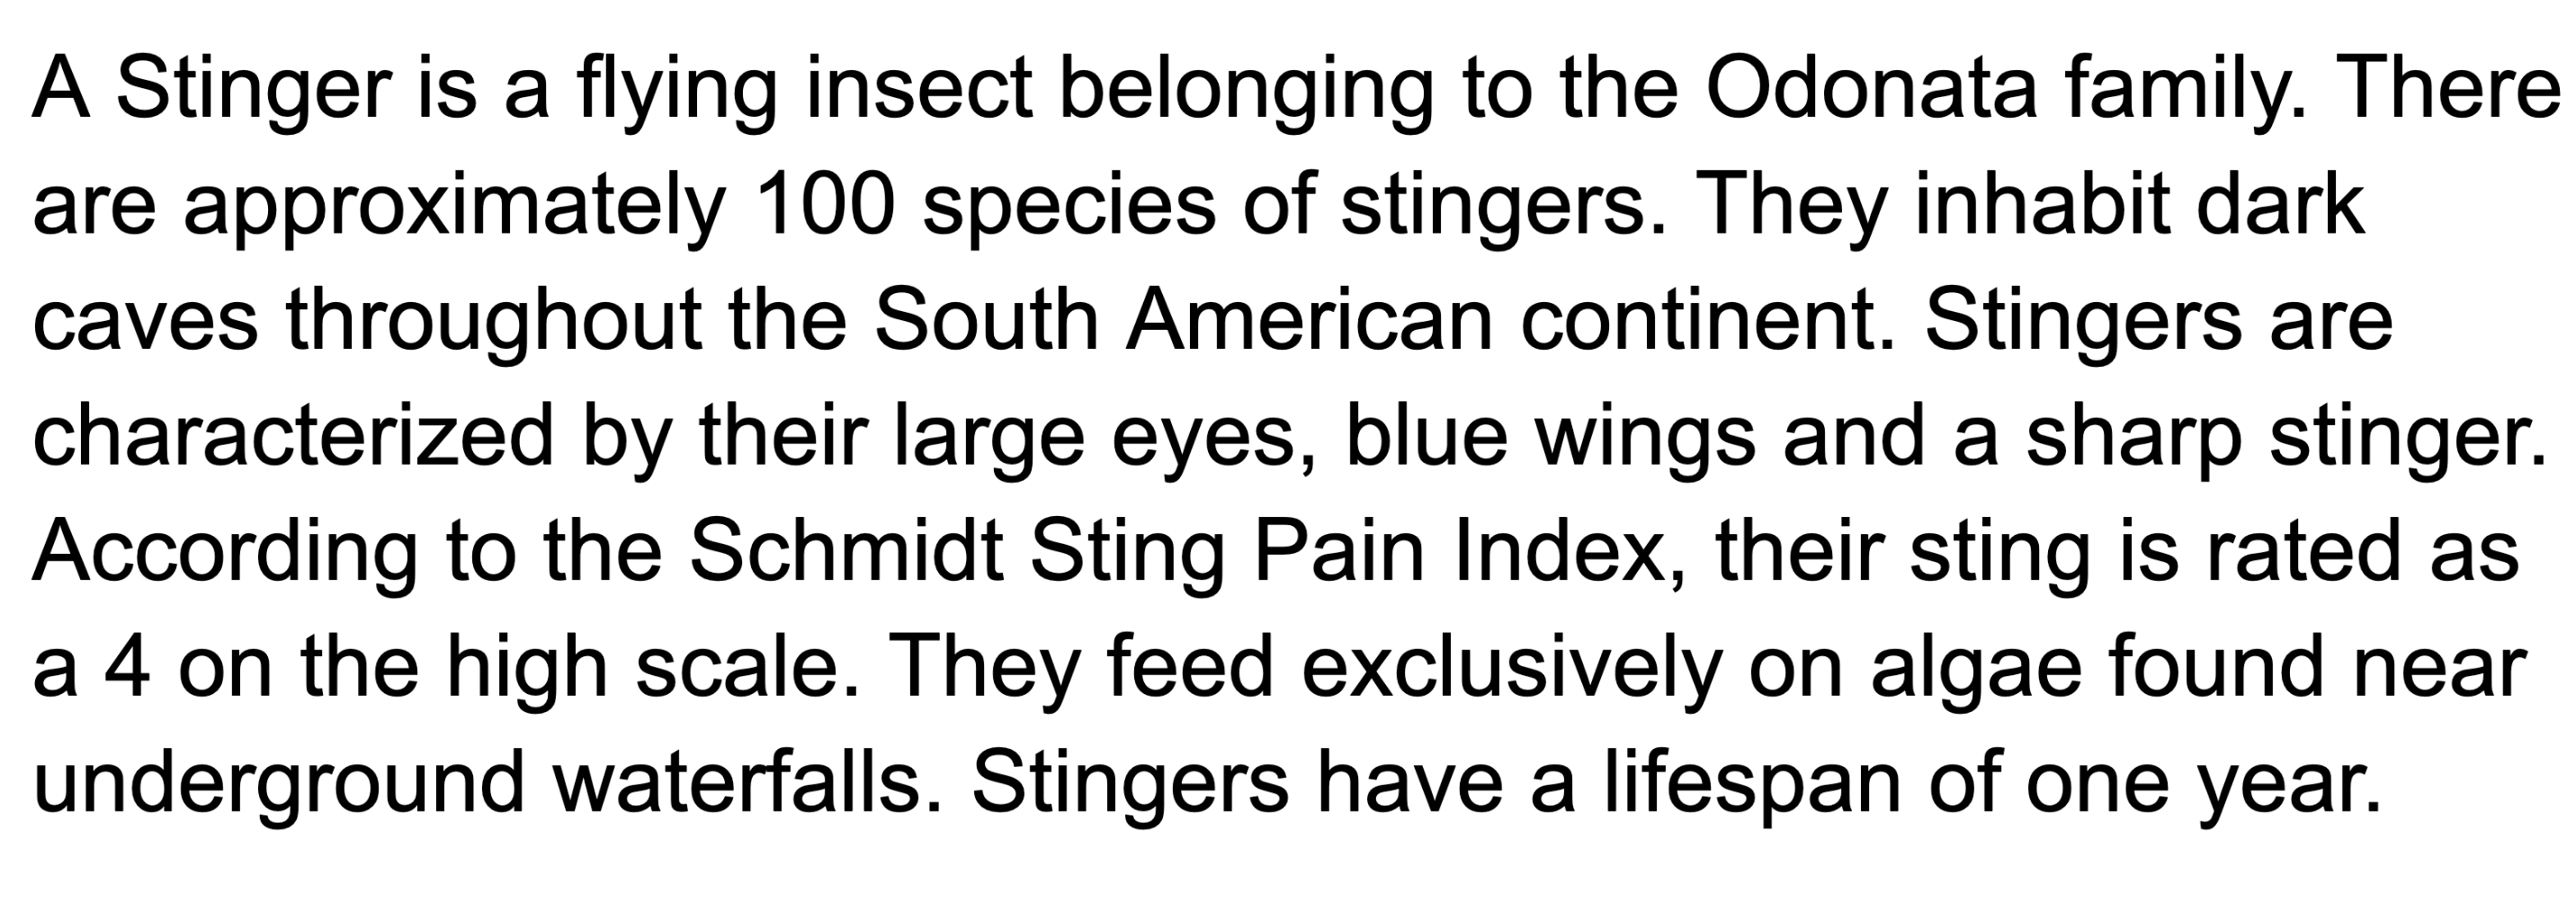 A Stinger is a flying insect belonging to the Odonata family. There
are approximately 100 species of stingers. They inhabit dark
caves throughout the South American continent. Stingers are
characterized by their large eyes, blue wings and a sharp stinger.
According to the Schmidt Sting Pain Index, their sting is rated as
a 4 on the high scale. They feed exclusively on algae found near
underground waterfalls. Stingers have a lifespan of one year.